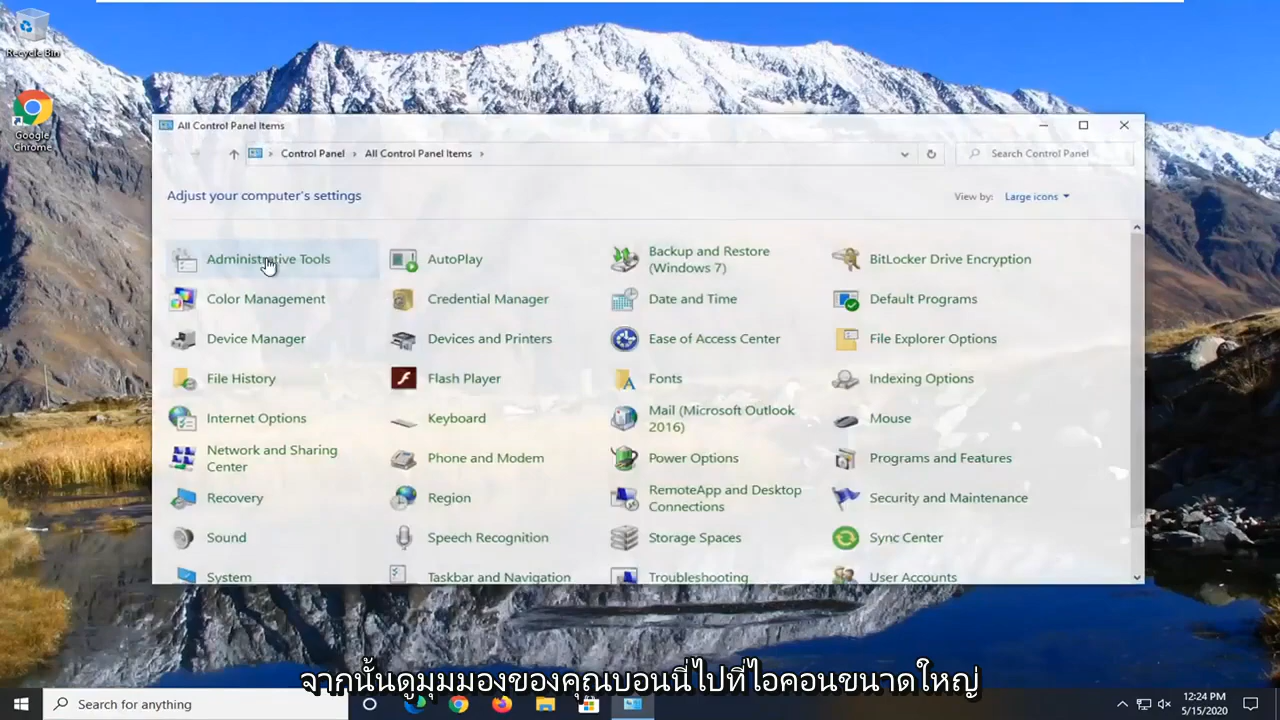 Recycle Bin
Google
Chrome
All Control Panel Items
Control Panel
All Control Panel Items
Search Control Panel
Adjust your computer's settings
View by:
Large icons
Administrative Tools
AutoPlay
Backup and Restore
(Windows 7)
BitLocker Drive Encryption
Color Management
Credential Manager
Date and Time
Default Programs
Device Manager
Devices and Printers
Ease of Access Center
File Explorer Options
File History
Flash Player
Fonts
Indexing Options
Internet Options
Keyboard
Mail (Microsoft Outlook
2016)
Mouse
Network and Sharing
Center
Phone and Modem
Power Options
Programs and Features
Recovery
Region
RemoteApp and Desktop
Connections
Security and Maintenance
Sound
Speech Recognition
Storage Spaces
Sync Center
System
Taskbar and Navigation
Troubleshooting
User Accounts
จากนั้นดูมุมมองของคุณบนนี่ไปที่ไอคอนขนาดใหญ่
Search for anything
12:24 PM
5/15/2020